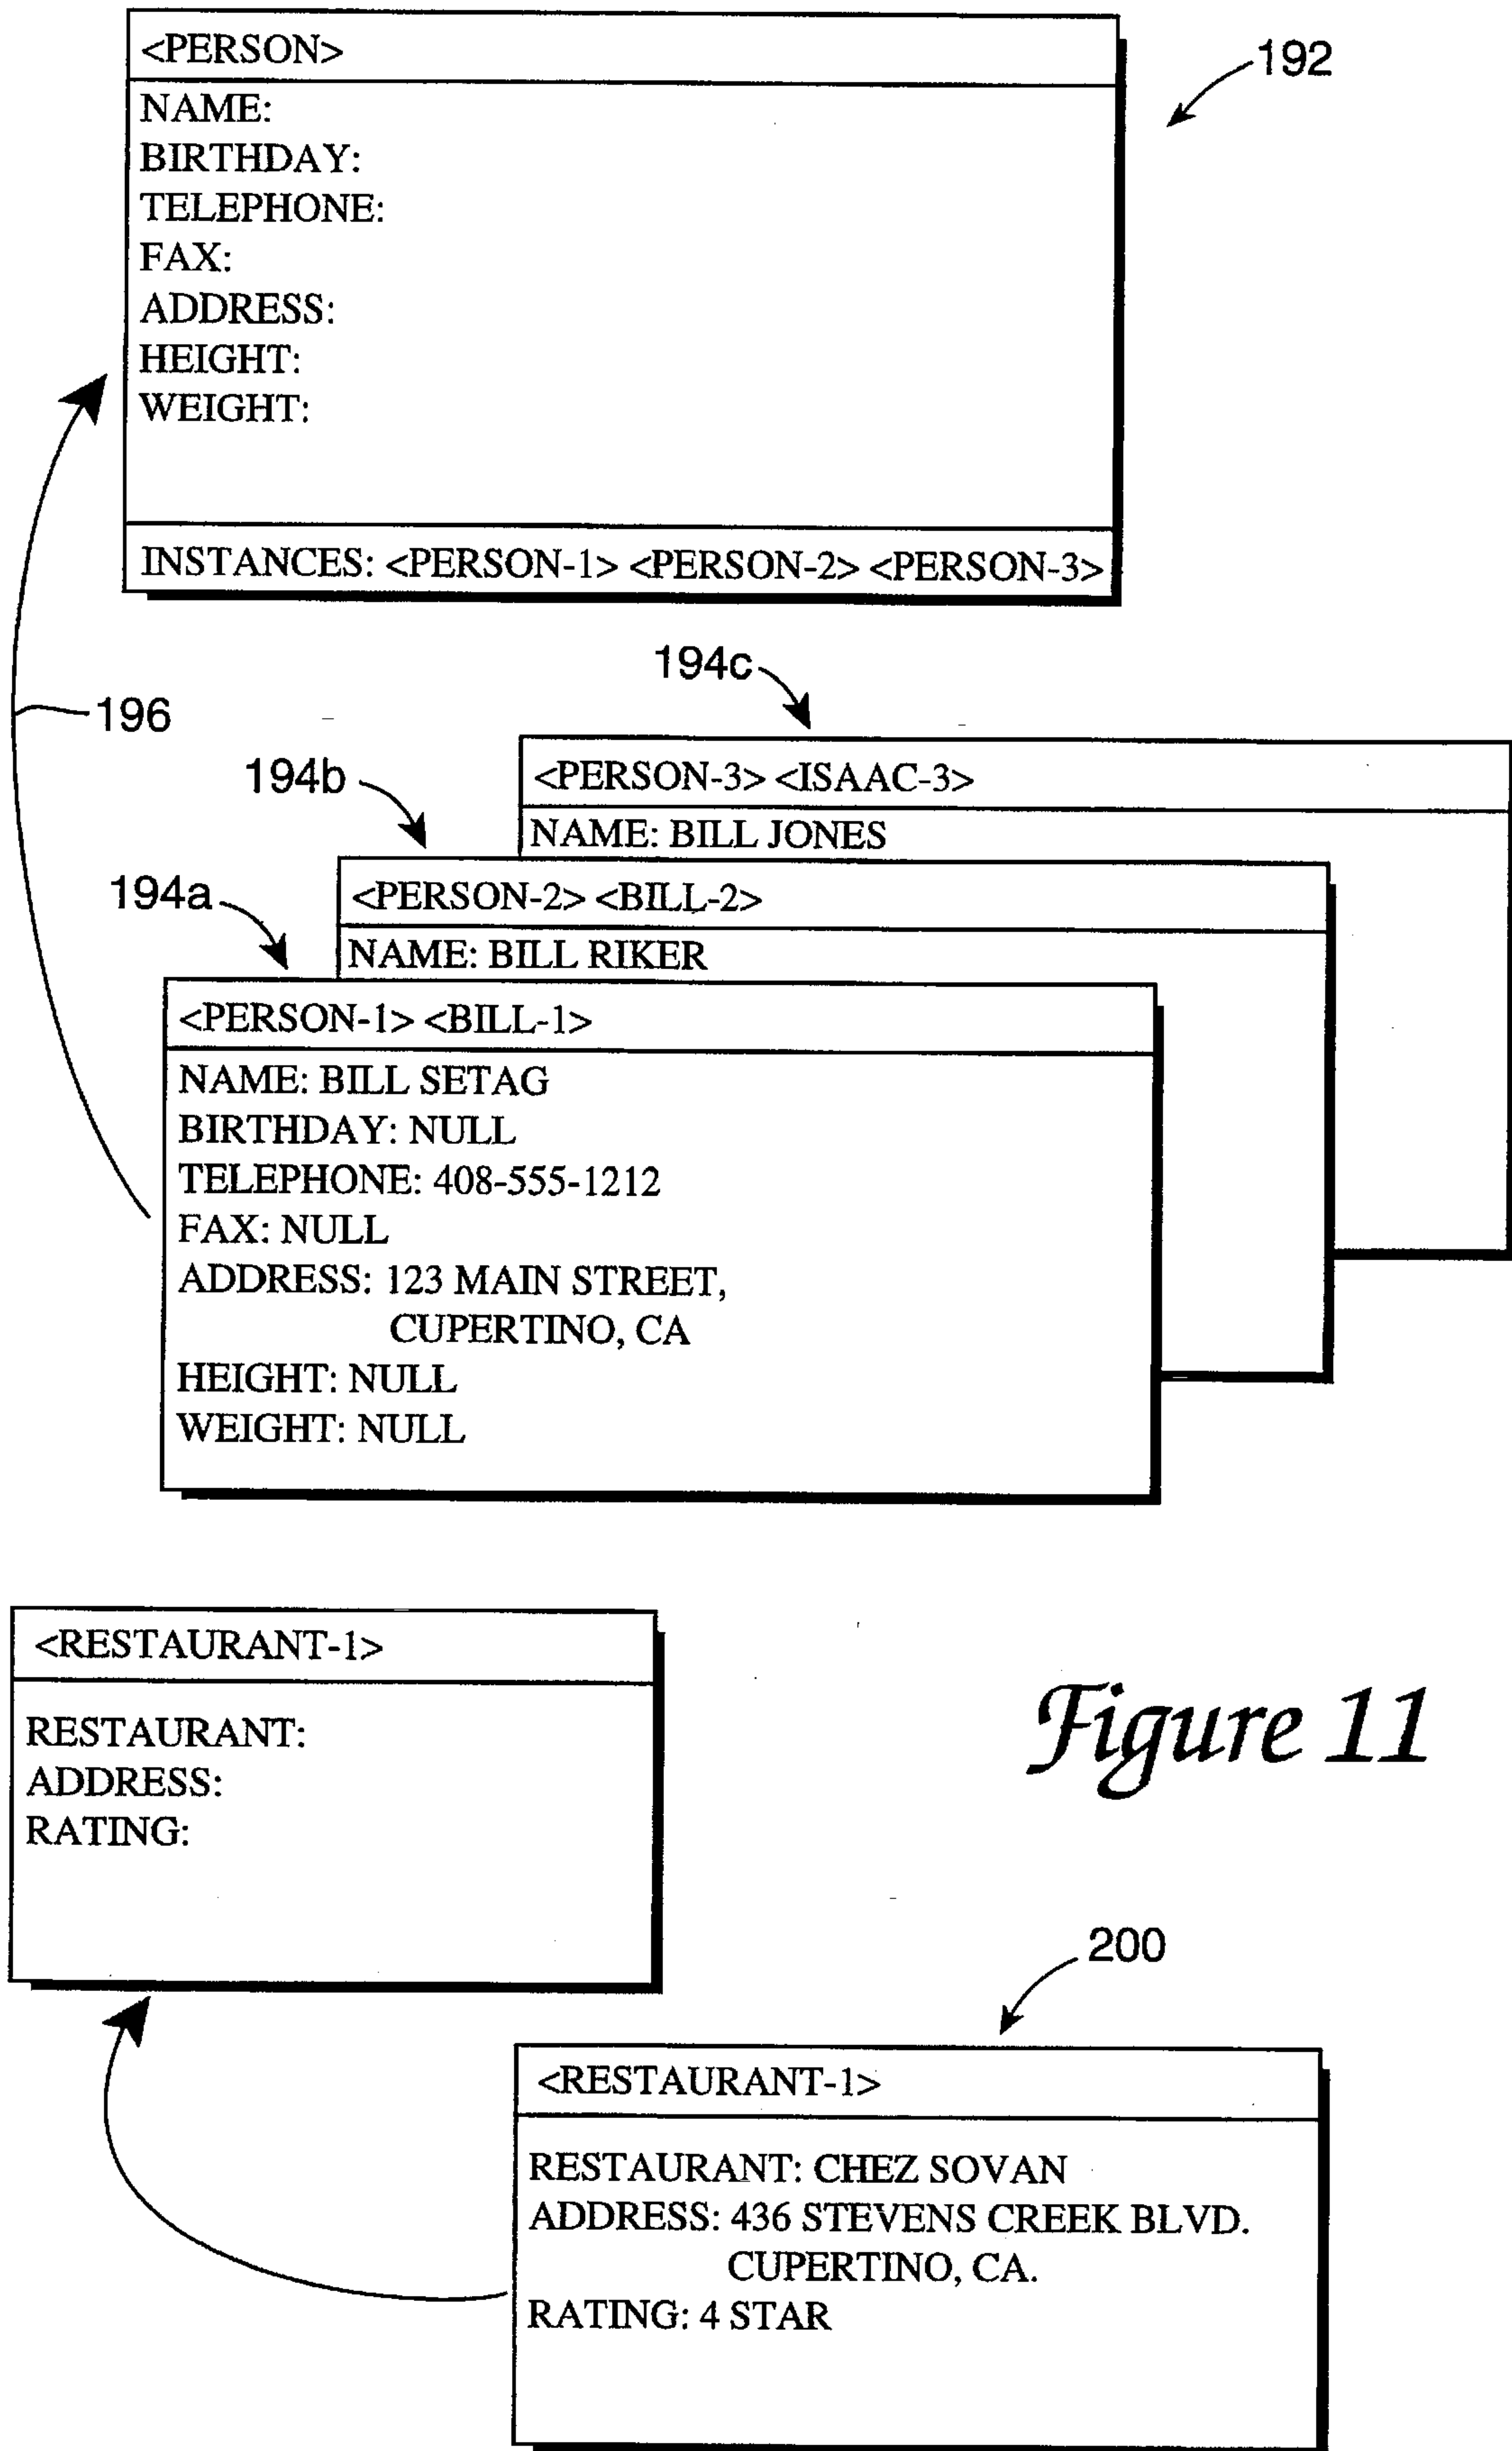 <PERSON>
192
NAME:
BIRTHDAY:
TELEPHONE:
FAX:
ADDRESS:
HEIGHT:
WEIGHT:
INSTANCES: <PERSON-1> <PERSON-2> <PERSON-3>
196
194c
<PERSON-3> <ISAAC-3>
NAME: BILL JONES
194b
<PERSON-2> <BILL-2>
NAME: BILL RIKER
194a
<PERSON-1> <BILL-1>
NAME: BILL SETAG
BIRTHDAY: NULL
TELEPHONE: 408-555-1212
FAX: NULL
ADDRESS: 123 MAIN STREET,
CUPERTINO, CA
HEIGHT: NULL
WEIGHT: NULL
<RESTAURANT-1>
RESTAURANT:
ADDRESS:
RATING:
Figure 11
200
<RESTAURANT-1>
RESTAURANT: CHEZ SOVAN
ADDRESS: 436 STEVENS CREEK BLVD.
CUPERTINO, CA.
RATING: 4 STAR